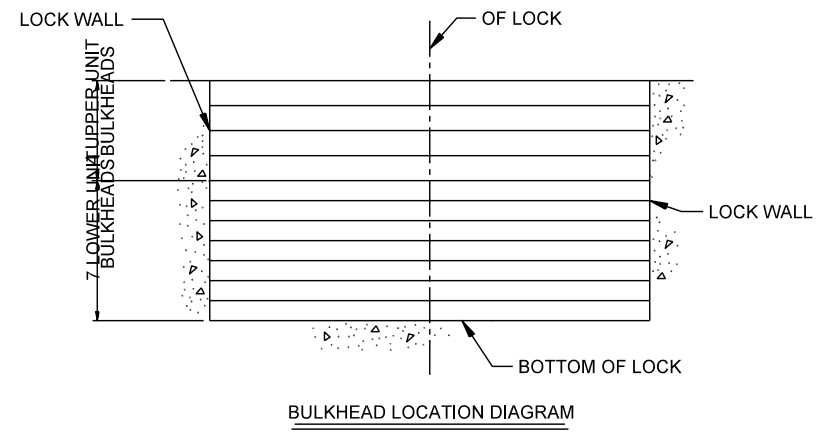 LOCK WALL
OF LOCK
UPPER UNIT
BULKHEADS
7 LOWER UNIT
BULKHEADS
LOCK WALL
BOTTOM OF LOCK
BULKHEAD LOCATION DIAGRAM